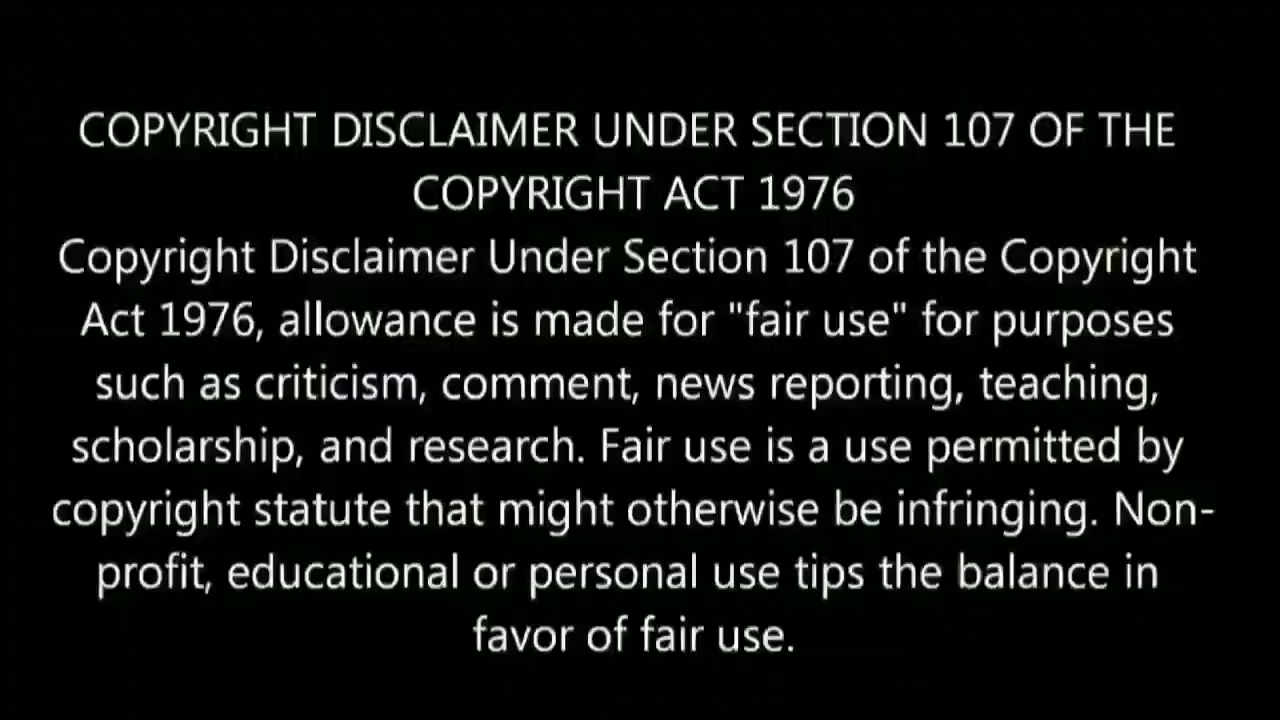 COPYRIGHT DISCLAIMER UNDER SECTION 107 OF THE
COPYRIGHT ACT 1976
Copyright Disclaimer Under Section 107 of the Copyright
Act 1976, allowance is made for "fair use" for purposes
such as criticism, comment, news reporting, teaching,
scholarship, and research. Fair use is a use permitted by
copyright statute that might otherwise be infringing. Non-
profit, educational or personal use tips the balance in
favor of fair use.